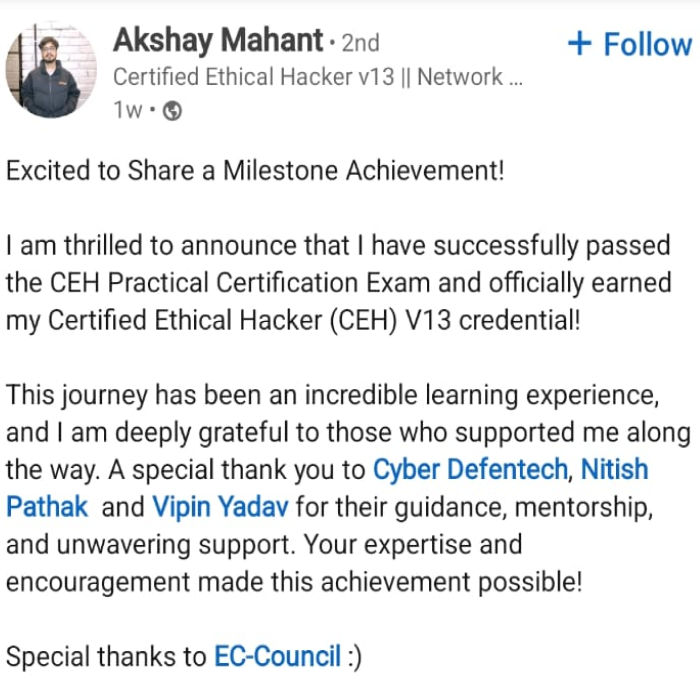 Akshay Mahant · 2nd
+ Follow
Certified Ethical Hacker v13 || Network ...
1w ·
Excited to Share a Milestone Achievement!
I am thrilled to announce that I have successfully passed
the CEH Practical Certification Exam and officially earned
my Certified Ethical Hacker (CEH) V13 credential!
This journey has been an incredible learning experience,
and I am deeply grateful to those who supported me along
the way. A special thank you to Cyber Defentech, Nitish
Pathak and Vipin Yadav for their guidance, mentorship,
and unwavering support. Your expertise and
encouragement made this achievement possible!
Special thanks to EC-Council :)